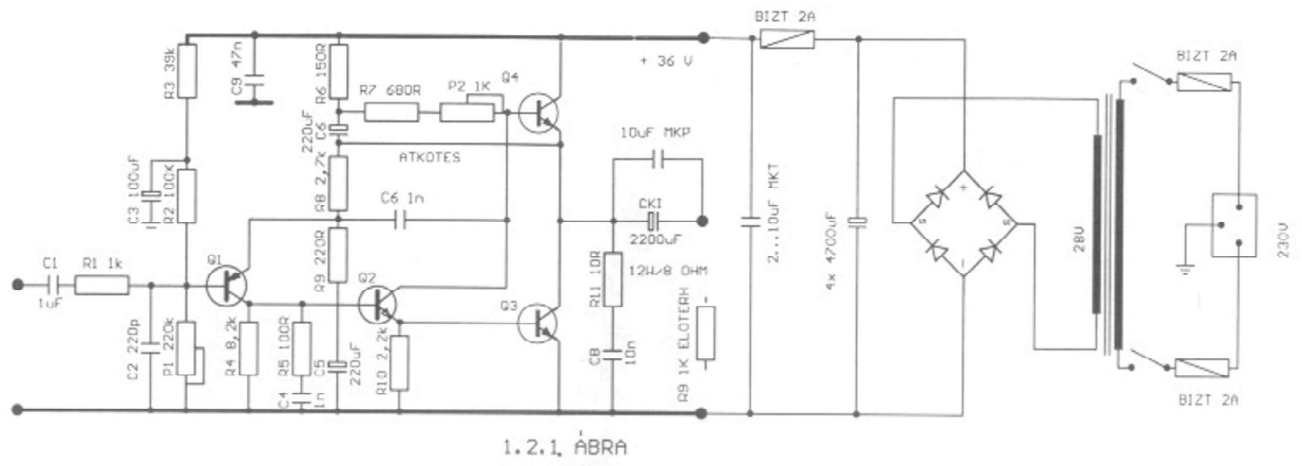 BIZT 2A
R3 39k
C9 47n
R6 150R
+ 36 V
BIZT 2A
R7 680R
P2 1K
Q4
220uF C6
10uF MKP
ATKOTES
C3 100uF
R2 100K
R8 2,7k
C6 1n
CKI
2200uF
2...10uF MKT
4x 4700uF
+
-
28V
230V
C1
1uF
R1 1k
Q1
R9 220R
Q2
Q3
R11 10R
12W/8 OHM
C2 220p
P1 220k
R4 8,2k
R5 100R
C4 1n
C5 220uF
R10 2,2k
C8 10n
R9 1K ELOTERH
BIZT 2A
1.2.1. ÁBRA